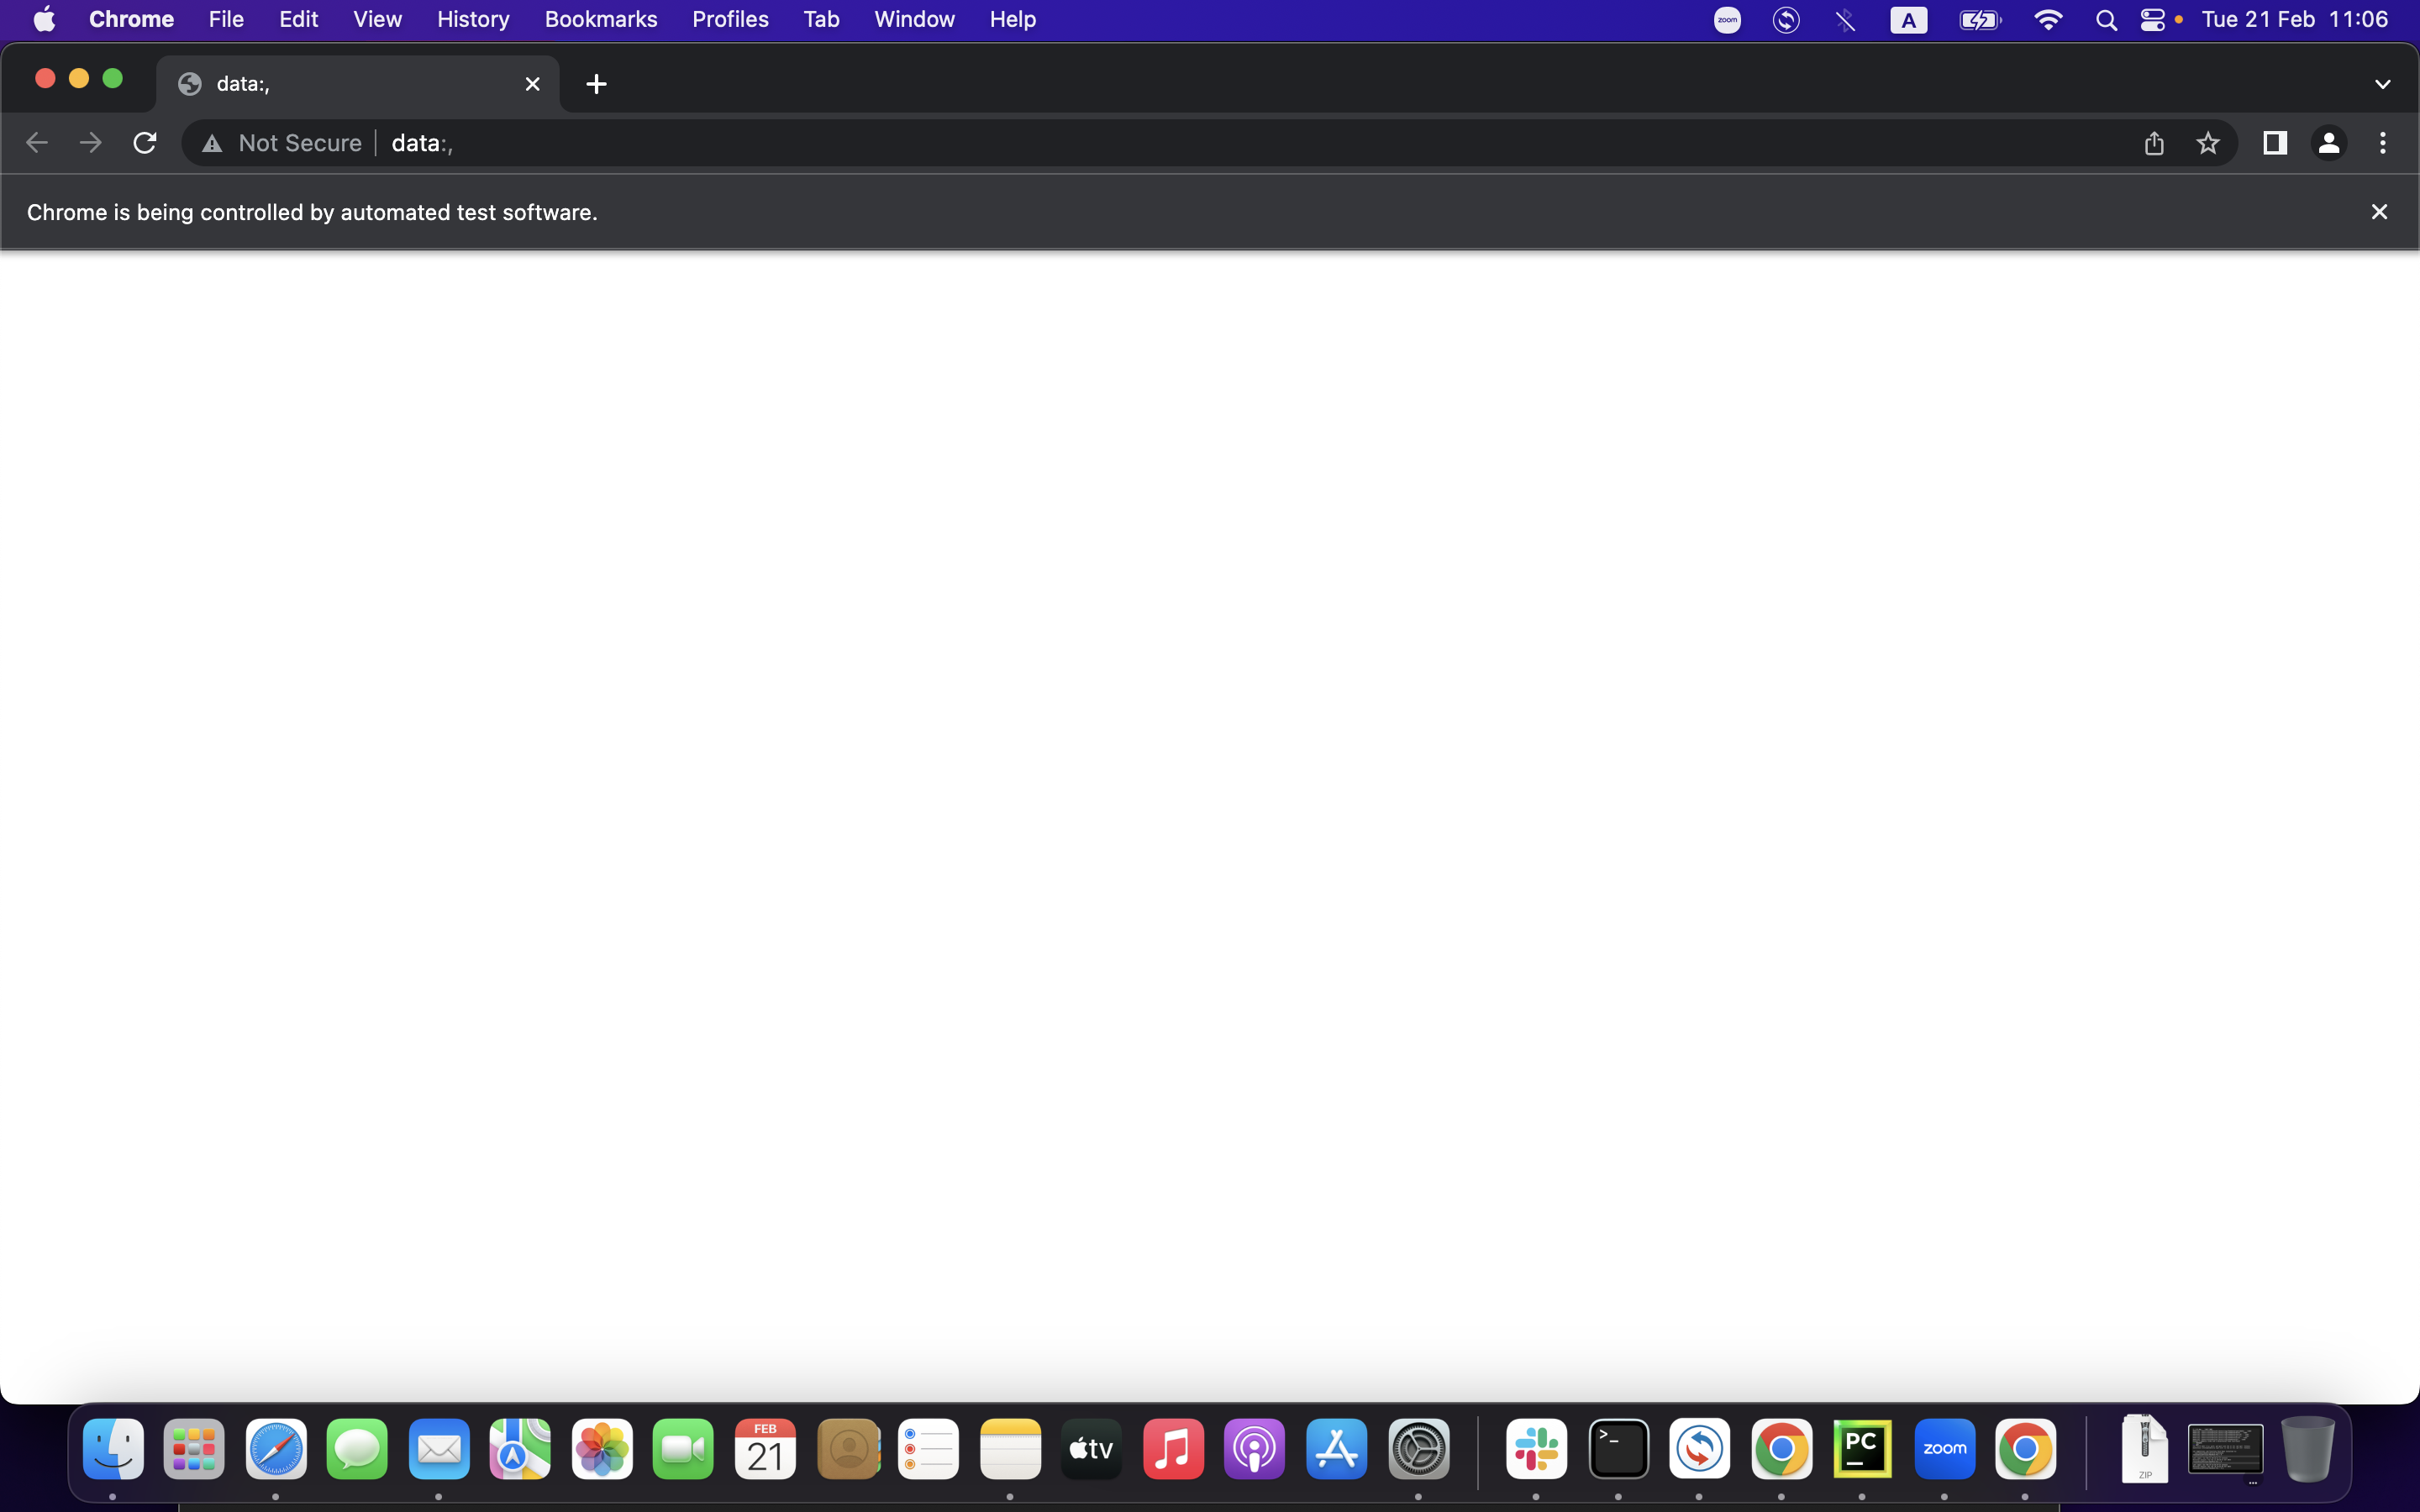 Chrome File Edit View History Bookmarks Profiles Tab Window Help zoom A Tue 21 Feb 11:06
data:,
Not Secure data:,
Chrome is being controlled by automated test software.
FEB
21
tv
>_
PC
zoom
ZIP